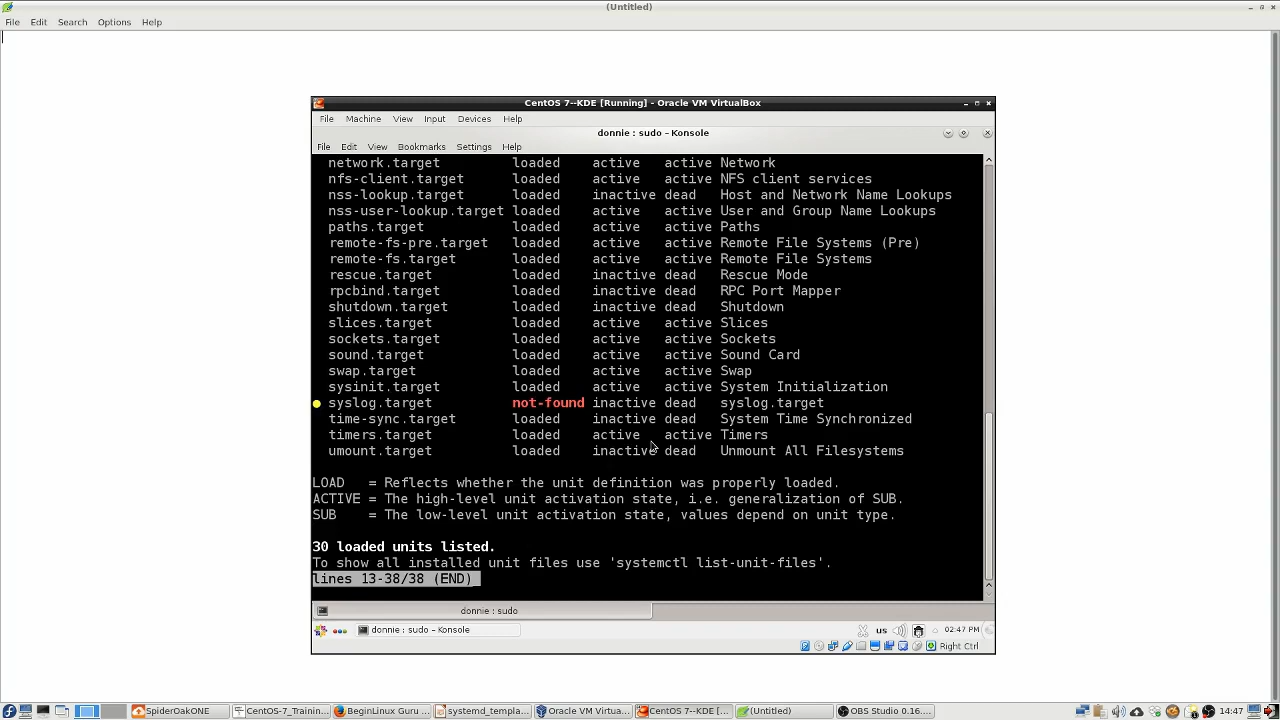 (Untitled)
File Edit Search Options Help
CentOS 7--KDE [Running] - Oracle VM VirtualBox
File Machine View Input Devices Help
donnie : sudo – Konsole
File Edit View Bookmarks Settings Help
network.target loaded active active Network
nfs-client.target loaded active active NFS client services
nss-lookup.target loaded inactive dead Host and Network Name Lookups
nss-user-lookup.target loaded active active User and Group Name Lookups
paths.target loaded active active Paths
remote-fs-pre.target loaded active active Remote File Systems (Pre)
remote-fs.target loaded active active Remote File Systems
rescue.target loaded inactive dead Rescue Mode
rpcbind.target loaded inactive dead RPC Port Mapper
shutdown.target loaded inactive dead Shutdown
slices.target loaded active active Slices
sockets.target loaded active active Sockets
sound.target loaded active active Sound Card
swap.target loaded active active Swap
sysinit.target loaded active active System Initialization
● syslog.target not-found inactive dead syslog.target
time-sync.target loaded inactive dead System Time Synchronized
timers.target loaded active active Timers
umount.target loaded inactive dead Unmount All Filesystems
LOAD = Reflects whether the unit definition was properly loaded.
ACTIVE = The high-level unit activation state, i.e. generalization of SUB.
SUB = The low-level unit activation state, values depend on unit type.
30 loaded units listed.
To show all installed unit files use 'systemctl list-unit-files'.
lines 13-38/38 (END)
donnie : sudo
donnie : sudo – Konsole us 02:47 PM
Right Ctrl
SpiderOakONE CentOS-7_Training... BeginLinux Guru ... systemd_templa... Oracle VM Virtual... CentOS 7--KDE [... (Untitled) OBS Studio 0.16.... 14:47